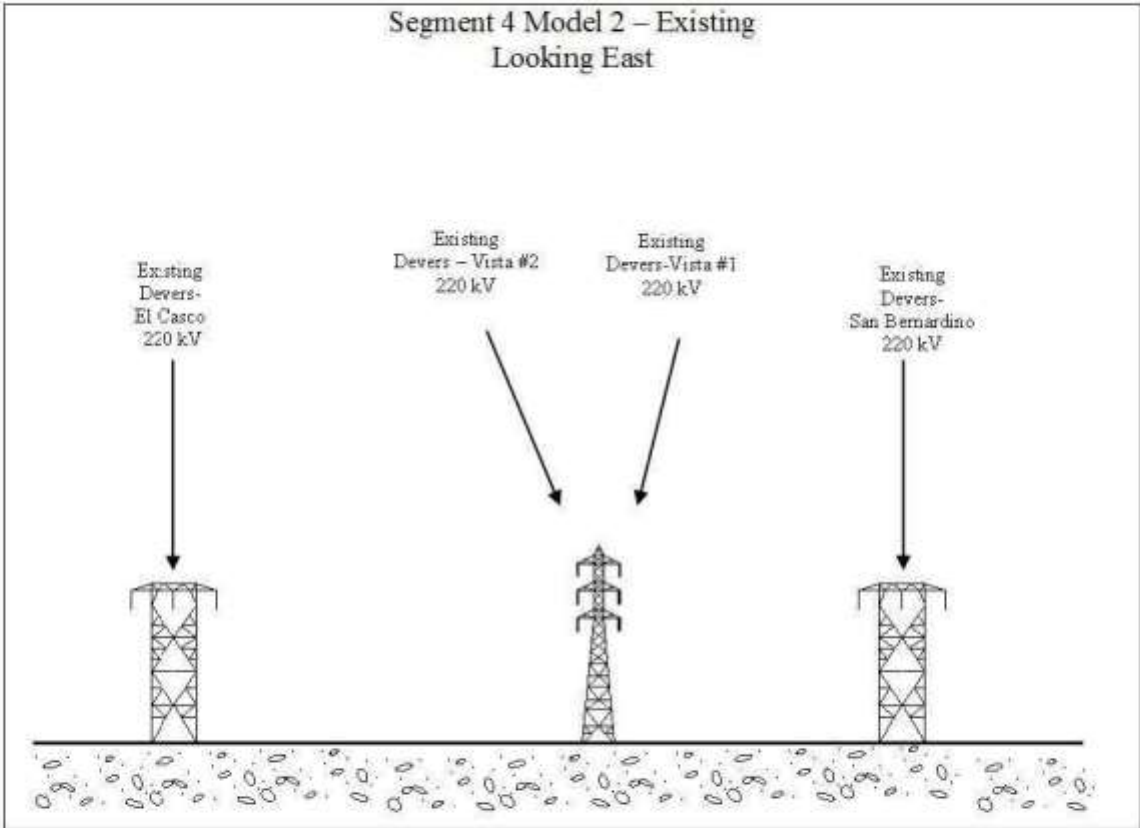 Segment 4 Model 2 – Existing
Looking East
Existing
Devers-
El Casco
220 kV
Existing
Devers – Vista #2
220 kV
Existing
Devers-Vista #1
220 kV
Existing
Devers-
San Bernardino
220 kV